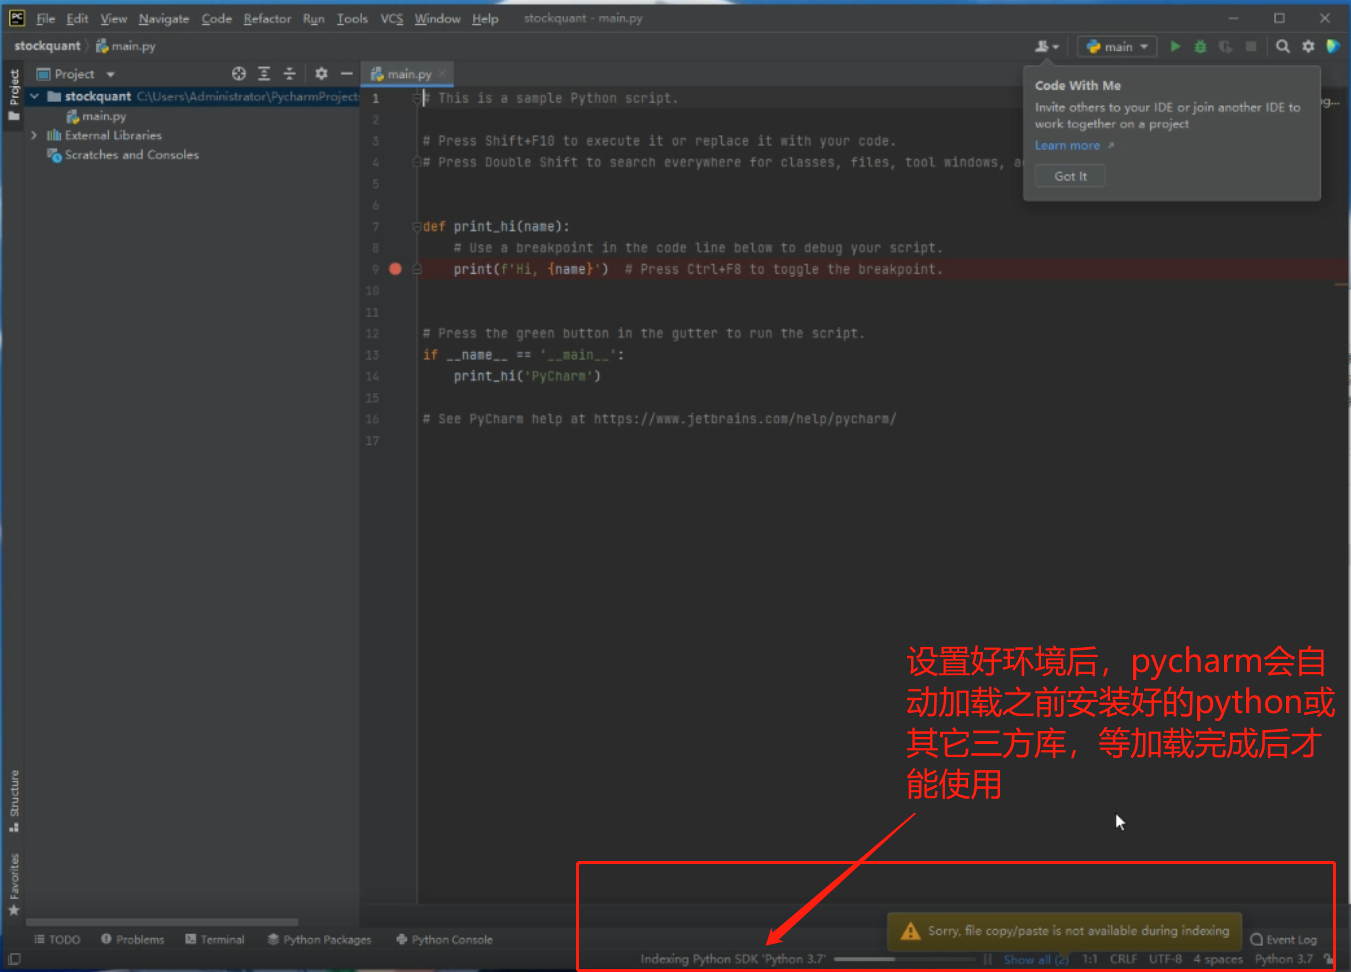 PC File Edit View Navigate Code Refactor Run Tools VCS Window Help stockquant - main.py
stockquant main.py main
Project Project main.py
stockquant C:\Users\Administrator\PycharmProject
main.py
External Libraries
Scratches and Consoles
1 # This is a sample Python script.
2
3 # Press Shift+F10 to execute it or replace it with your code.
4 # Press Double Shift to search everywhere for classes, files, tool windows,
5
6
7 def print_hi(name):
8 # Use a breakpoint in the code line below to debug your script.
9 print(f'Hi, {name}') # Press Ctrl+F8 to toggle the breakpoint.
10
11
12 # Press the green button in the gutter to run the script.
13 if __name__ == '__main__':
14 print_hi('PyCharm')
15
16 # See PyCharm help at https://www.jetbrains.com/help/pycharm/
17
Code With Me
Invite others to your IDE or join another IDE to
work together on a project
Learn more
Got It
设置好环境后，pycharm会自
动加载之前安装好的python或
其它三方库，等加载完成后才
能使用
Structure
Favorites
Sorry, file copy/paste is not available during indexing
TODO Problems Terminal Python Packages Python Console Event Log
Indexing Python SDK 'Python 3.7' Show all (2) 1:1 CRLF UTF-8 4 spaces Python 3.7